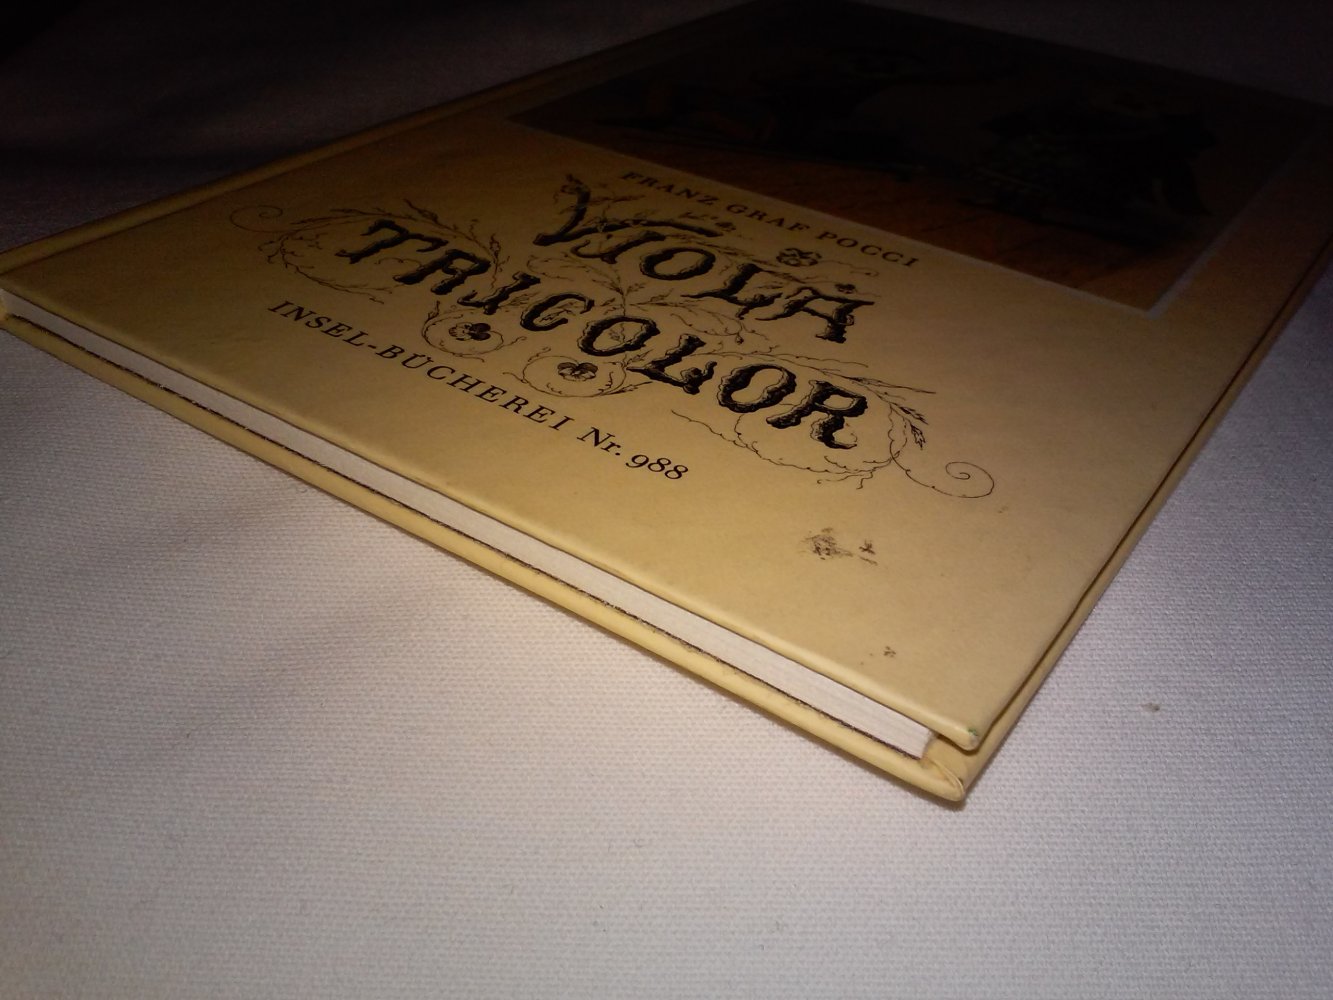 FRANZ GRAF POCCI
VIOLA
TRICOLOR
INSEL-BÜCHEREI Nr. 988